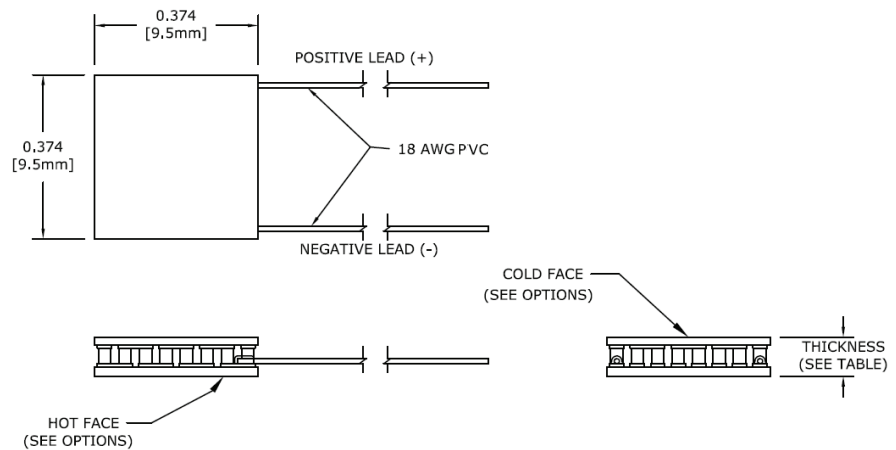 0.374
[9.5mm]
POSITIVE LEAD (+)
0.374
[9.5mm]
18 AWG PVC
NEGATIVE LEAD (-)
COLD FACE
(SEE OPTIONS)
THICKNESS
(SEE TABLE)
HOT FACE
(SEE OPTIONS)